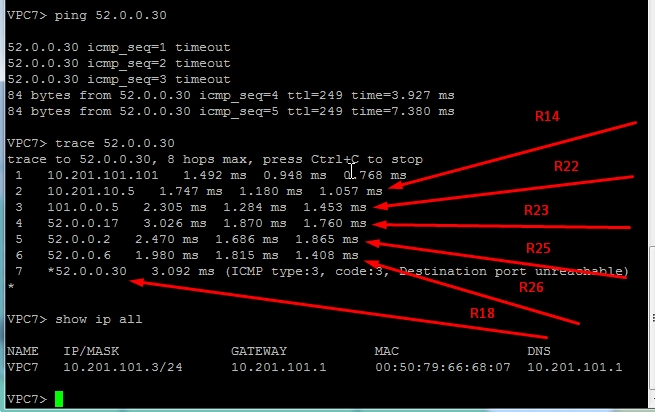 VPC7> ping 52.0.0.30
52.0.0.30 icmp_seq=1 timeout
52.0.0.30 icmp_seq=2 timeout
52.0.0.30 icmp_seq=3 timeout
84 bytes from 52.0.0.30 icmp_seq=4 ttl=249 time=3.927 ms
84 bytes from 52.0.0.30 icmp_seq=5 ttl=249 time=7.380 ms
R14
VPC7> trace 52.0.0.30
trace to 52.0.0.30, 8 hops max, press Ctrl+C to stop
1 10.201.101.101 1.492 ms 0.948 ms 0.768 ms
R22
2 10.201.10.5 1.747 ms 1.180 ms 1.057 ms
3 101.0.0.5 2.305 ms 1.284 ms 1.453 ms
R23
4 52.0.0.17 3.026 ms 1.870 ms 1.760 ms
5 52.0.0.2 2.470 ms 1.686 ms 1.865 ms
R25
6 52.0.0.6 1.980 ms 1.815 ms 1.408 ms
7 *52.0.0.30 3.092 ms (ICMP type:3, code:3, Destination port unreachable)
*
R26
R18
VPC7> show ip all
NAME IP/MASK GATEWAY MAC DNS
VPC7 10.201.101.3/24 10.201.101.1 00:50:79:66:68:07 10.201.101.1
VPC7>